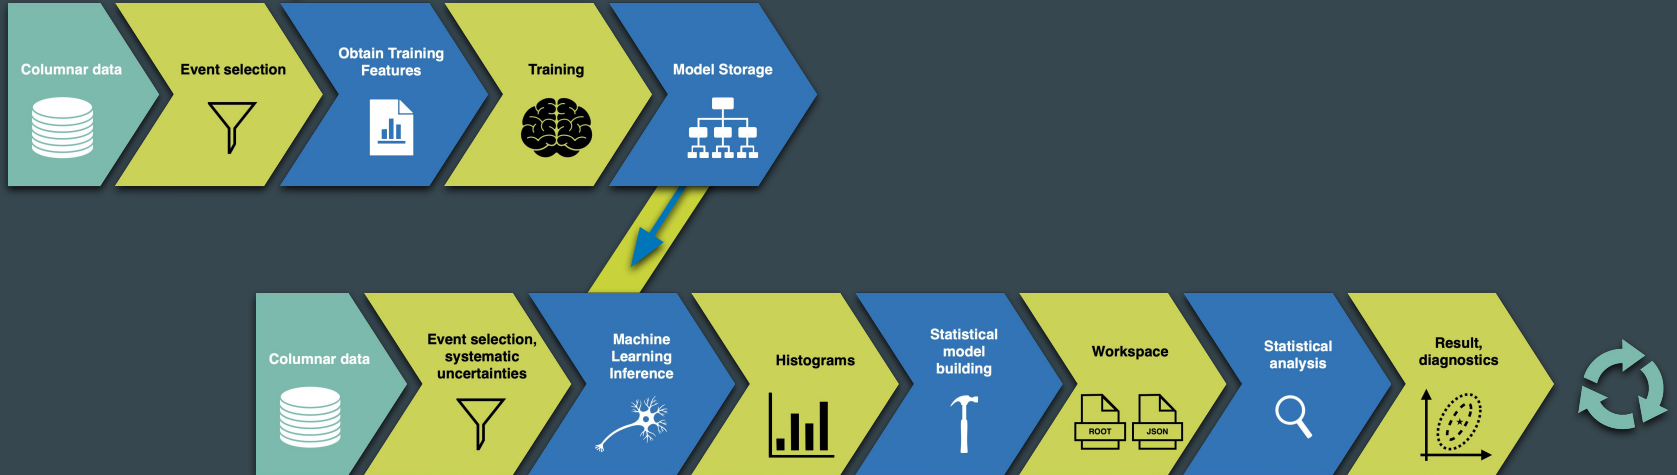 Columnar data
Event selection
Obtain Training
Features
Training
Model Storage
Columnar data
Event selection,
systematic
uncertainties
Machine
Learning
Inference
Histograms
Statistical
model
building
Workspace
ROOT
JSON
Statistical
analysis
Result,
diagnostics